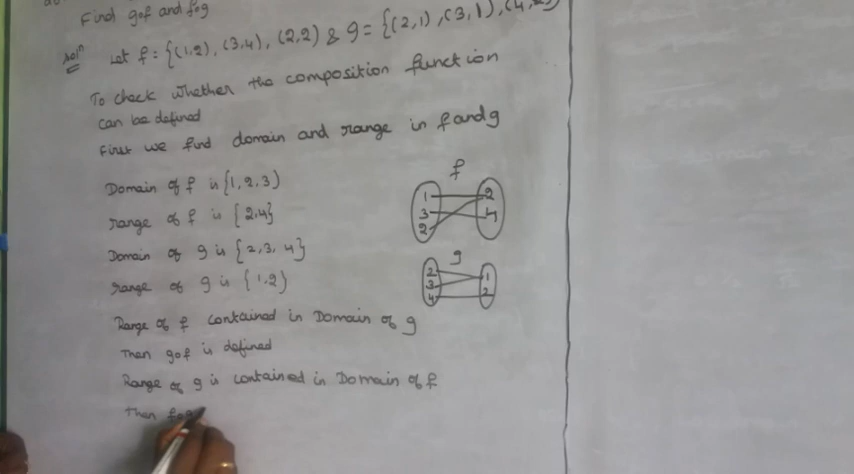 Find gof and fog
Soln Let f = {(1,2), (3,4), (2,2) & g = {(2,1), (3,1), (4,2)
To check whether the composition function
can be defined
First we find domain and range in f and g
Domain of f is {1,2,3)
range of f is {2,4}
Domain of g is {2,3,4}
range of g is {1,2}
f
1 2
3 4
2
g
2 1
3 2
4
Range of f contained in Domain of g
Then gof is defined
Range of g is contained in Domain of f
Then fog